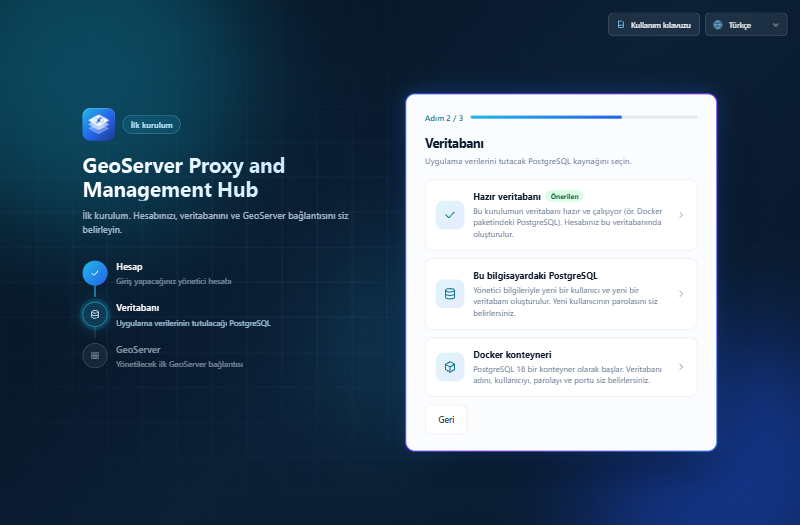 Kullanım kılavuzu
Türkçe
İlk kurulum
GeoServer Proxy and
Management Hub
İlk kurulum. Hesabınızı, veritabanını ve GeoServer bağlantısını siz
belirleyin.
Hesap
Giriş yapacağınız yönetici hesabı
Veritabanı
Uygulama verilerinin tutulacağı PostgreSQL
GeoServer
Yönetilecek ilk GeoServer bağlantısı
Adım 2 / 3
Veritabanı
Uygulama verilerini tutacak PostgreSQL kaynağını seçin.
Hazır veritabanı Önerilen
Bu kurulumun veritabanı hazır ve çalışıyor (ör. Docker
paketindeki PostgreSQL). Hesabınız bu veritabanında
oluşturulur.
Bu bilgisayardaki PostgreSQL
Yönetici bilgileriyle yeni bir kullanıcı ve yeni bir
veritabanı oluşturulur. Yeni kullanıcının parolasını siz
belirlersiniz.
Docker konteyneri
PostgreSQL 18 bir konteyner olarak başlar. Veritabanı
adını, kullanıcıyı, parolayı ve portu siz belirlersiniz.
Geri